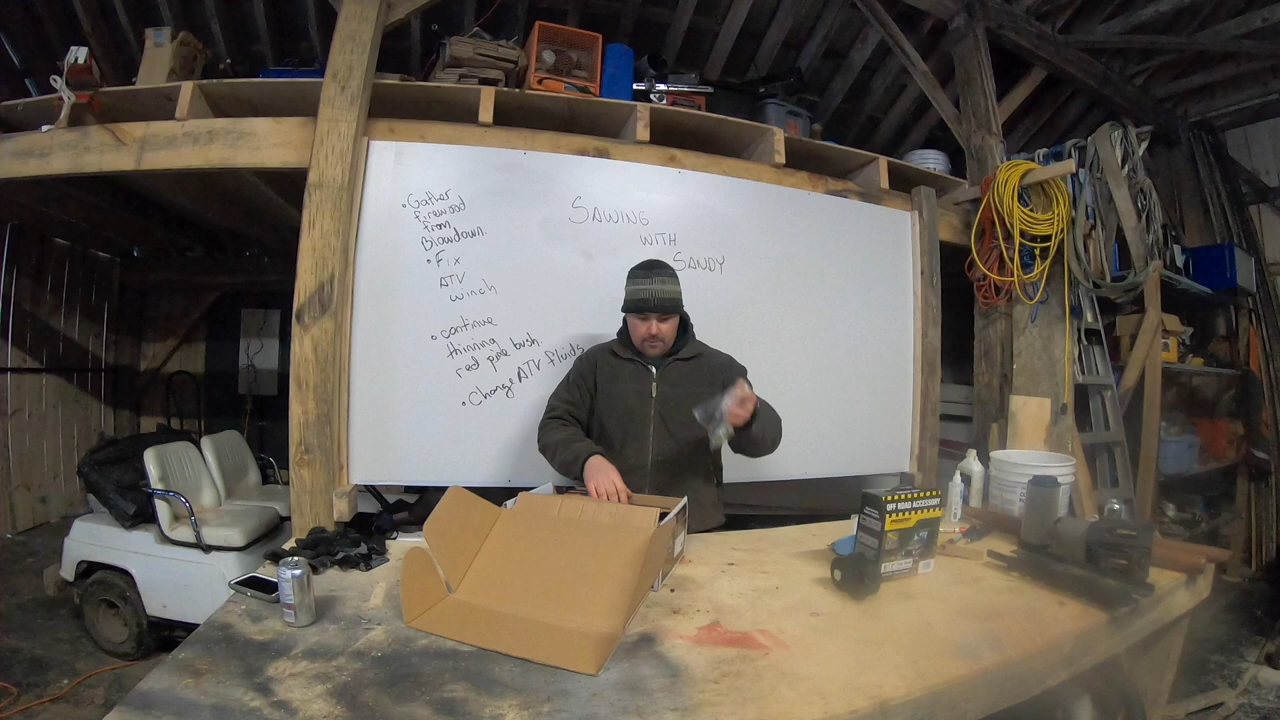 • Gather
firewood
from
Blowdown.
• Fix
ATV
winch
• continue
thinning
red pine bush.
• Change ATV fluids
SAWING
WITH
SANDY
OFF ROAD ACCESSORY